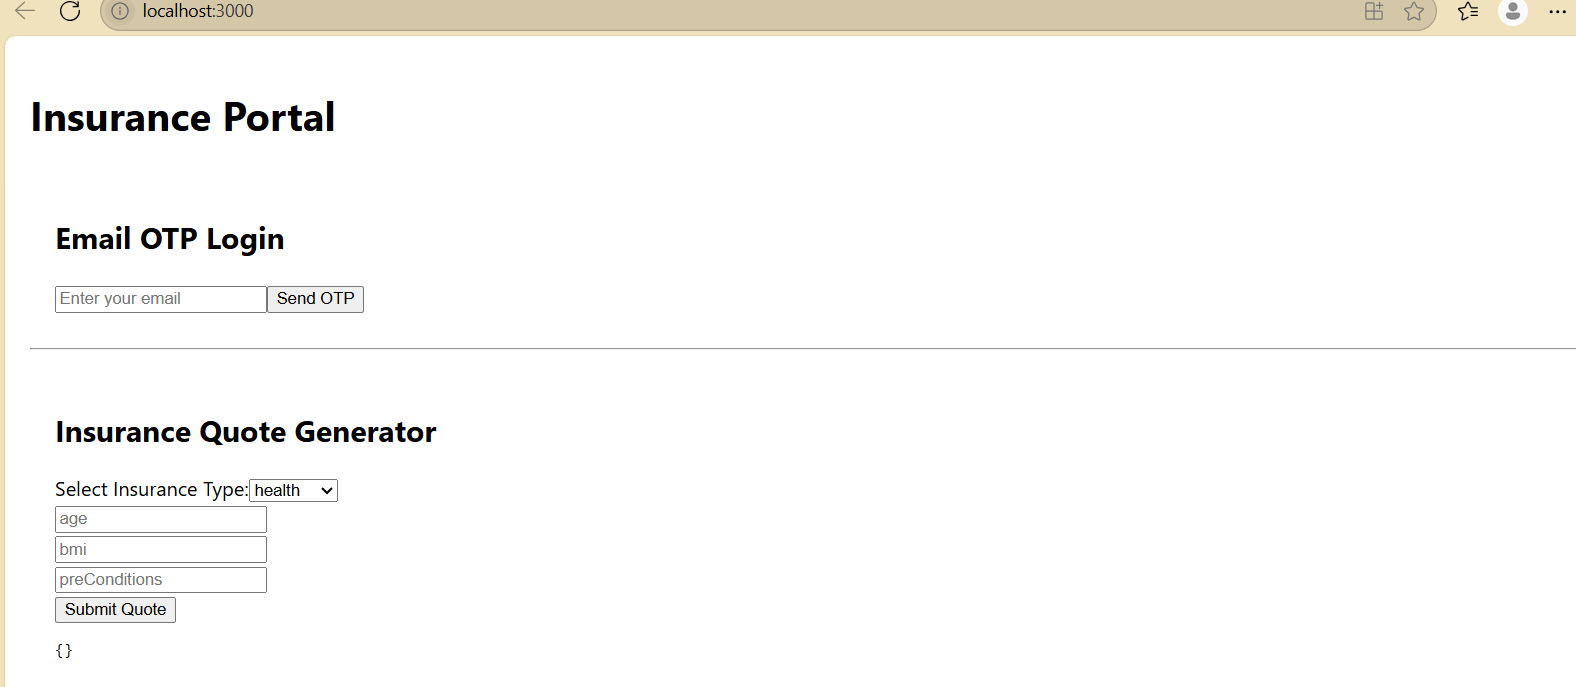 localhost:3000
Insurance Portal
Email OTP Login
Enter your email Send OTP
Insurance Quote Generator
Select Insurance Type: health
age
bmi
preConditions
Submit Quote
{}